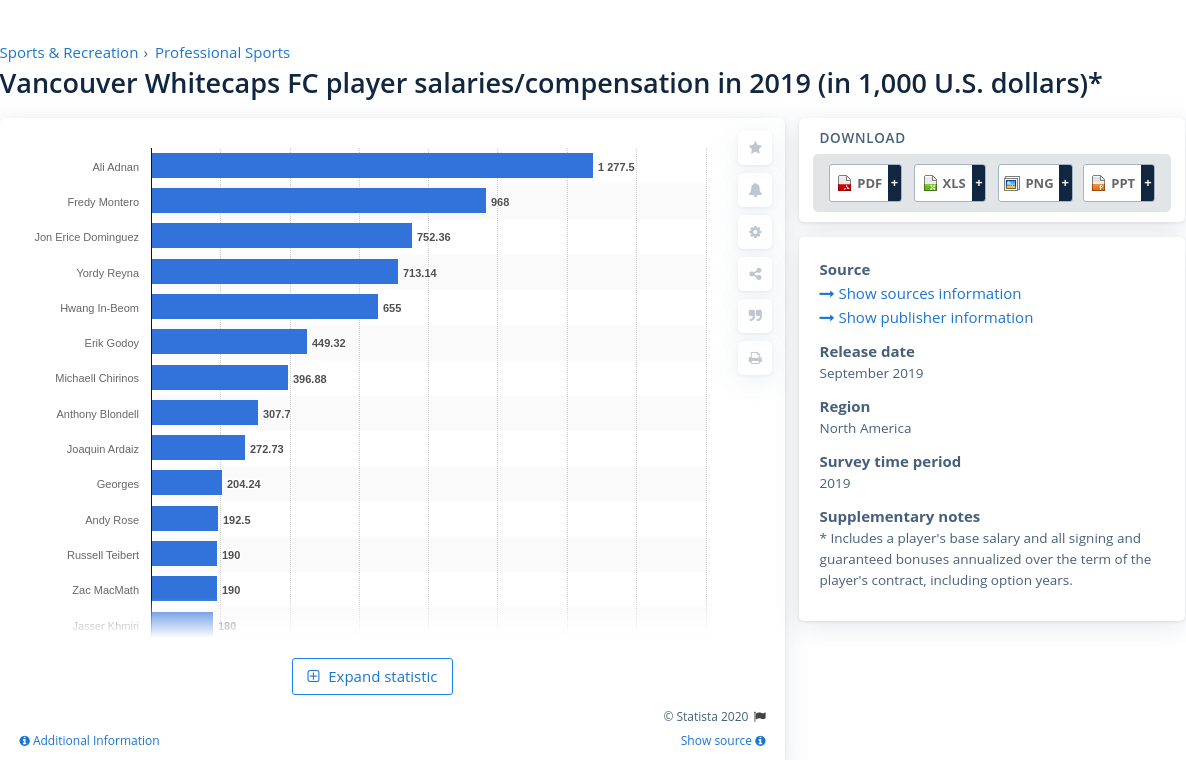 Sports & Recreation › Professional Sports
Vancouver Whitecaps FC player salaries/compensation in 2019 (in 1,000 U.S. dollars)*
Ali Adnan 1 277.5
Fredy Montero 968
Jon Erice Dominguez 752.36
Yordy Reyna 713.14
Hwang In-Beom 655
Erik Godoy 449.32
Michaell Chirinos 396.88
Anthony Blondell 307.7
Joaquin Ardaiz 272.73
Georges 204.24
Andy Rose 192.5
Russell Teibert 190
Zac MacMath 190
Jasser Khmiri 180
Expand statistic
© Statista 2020
Additional Information
Show source
DOWNLOAD
PDF + XLS + PNG + PPT +
Source
Show sources information
Show publisher information
Release date
September 2019
Region
North America
Survey time period
2019
Supplementary notes
* Includes a player's base salary and all signing and
guaranteed bonuses annualized over the term of the
player's contract, including option years.